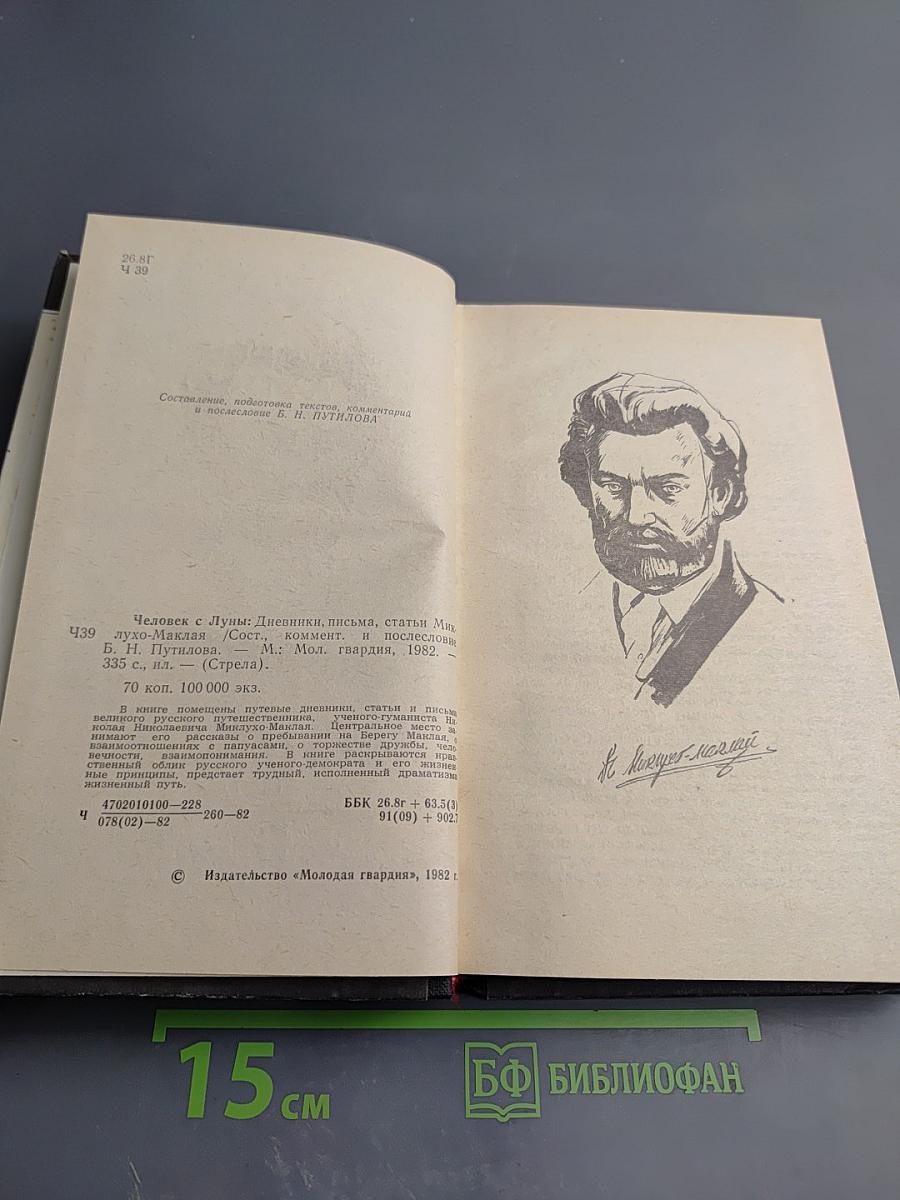 26.8Г
Ч 39
Составление, подготовка текстов, комментарий
и послесловие Б. Н. ПУТИЛОВА
Человек с Луны: Дневники, письма, статьи Мик
Ч39 лухо-Маклая /Сост., коммент. и послесловие
Б. Н. Путилова. — М.: Мол. гвардия, 1982. —
335 с., ил. — (Стрела).
70 коп. 100 000 экз.
В книге помещены путевые дневники, статьи и письма
великого русского путешественника, ученого-гуманиста Ни
колая Николаевича Миклухо-Маклая. Центральное место за
нимают его рассказы о пребывании на Берегу Маклая, о
взаимоотношениях с папуасами, о торжестве дружбы, чело
вечности, взаимопонимания. В книге раскрываются нрав
ственный облик русского ученого-демократа и его жизнен
ные принципы, предстает трудный, исполненный драматизма
жизненный путь.
Ч 4702010100—228
078(02)—82 260—82
ББК 26.8г + 63.5(3)
91(09) + 902.7
© Издательство «Молодая гвардия», 1982 г.
Н Миклухо-Маклай
15 см
БФ БИБЛИОФАН